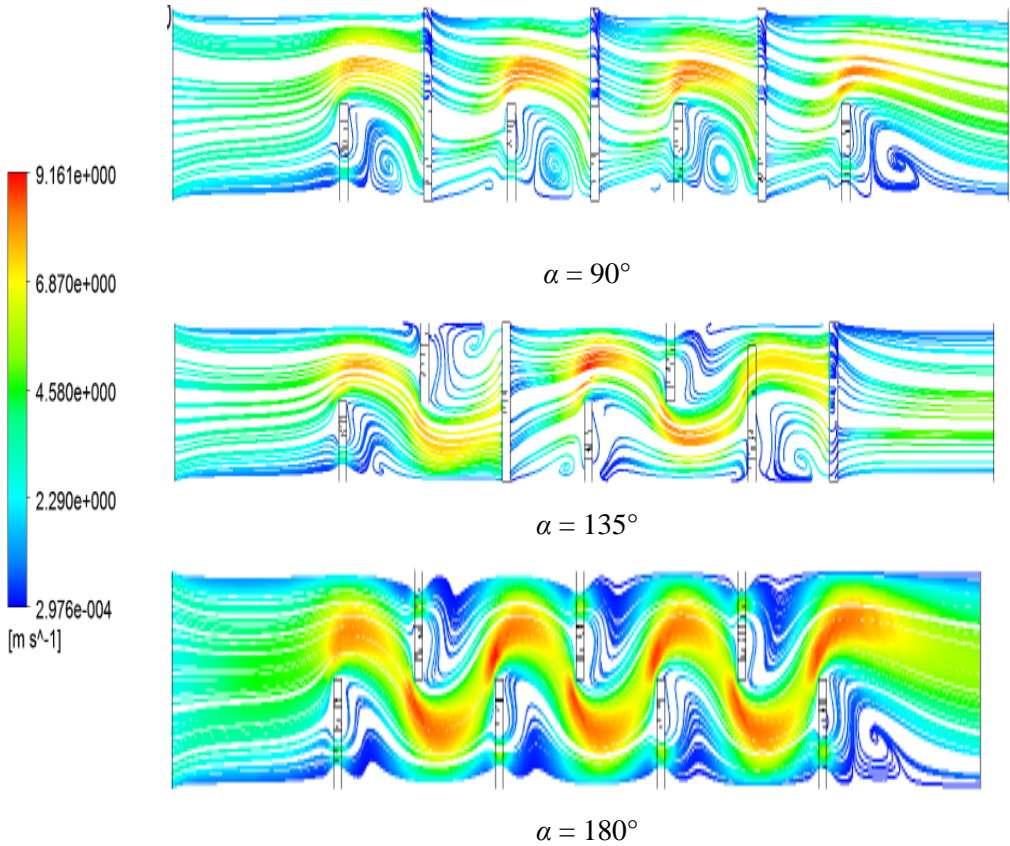 9.161e+000
6.870e+000
4.580e+000
2.290e+000
2.976e-004
[m s^-1]
α = 90°
α = 135°
α = 180°